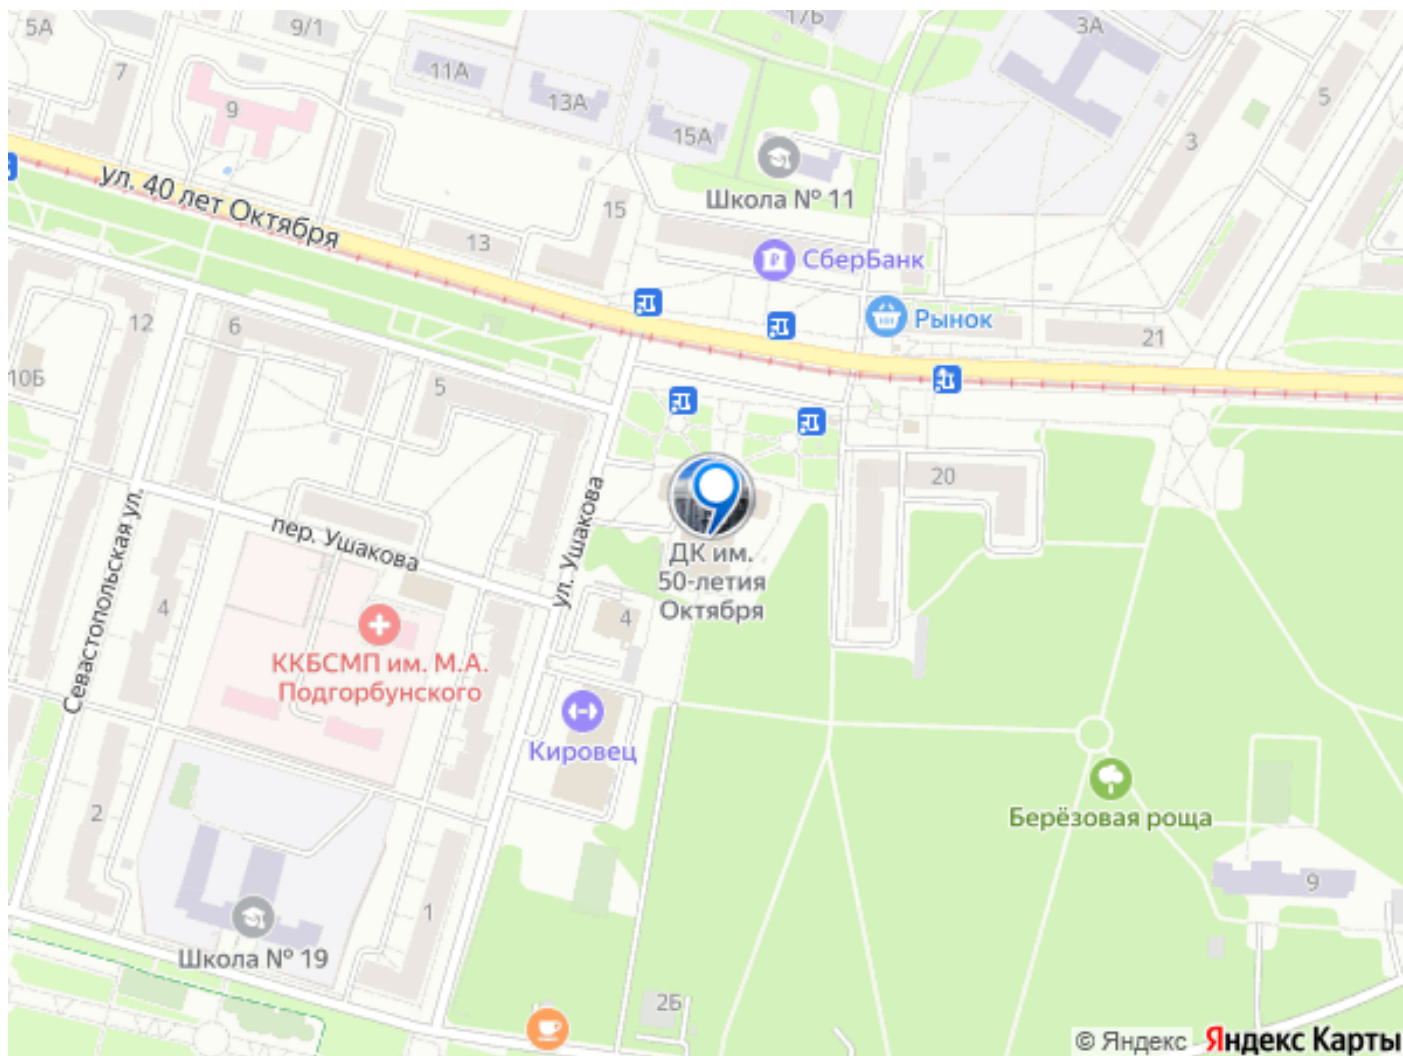 5А
9/1
17Б
3А
7
11А
13А
15А
5
9
3
Школа № 11
ул. 40 лет Октября
15
13
СберБанк
Рынок
21
12
6
10Б
5
20
пер. Ушакова
ул. Ушакова
Севастопольская ул.
ДК им.
50-летия
Октября
4
4
ККБСМП им. М.А.
Подгорбунского
Кировец
2
Берёзовая роща
9
1
Школа № 19
2Б
© Яндекс
Яндекс Карты